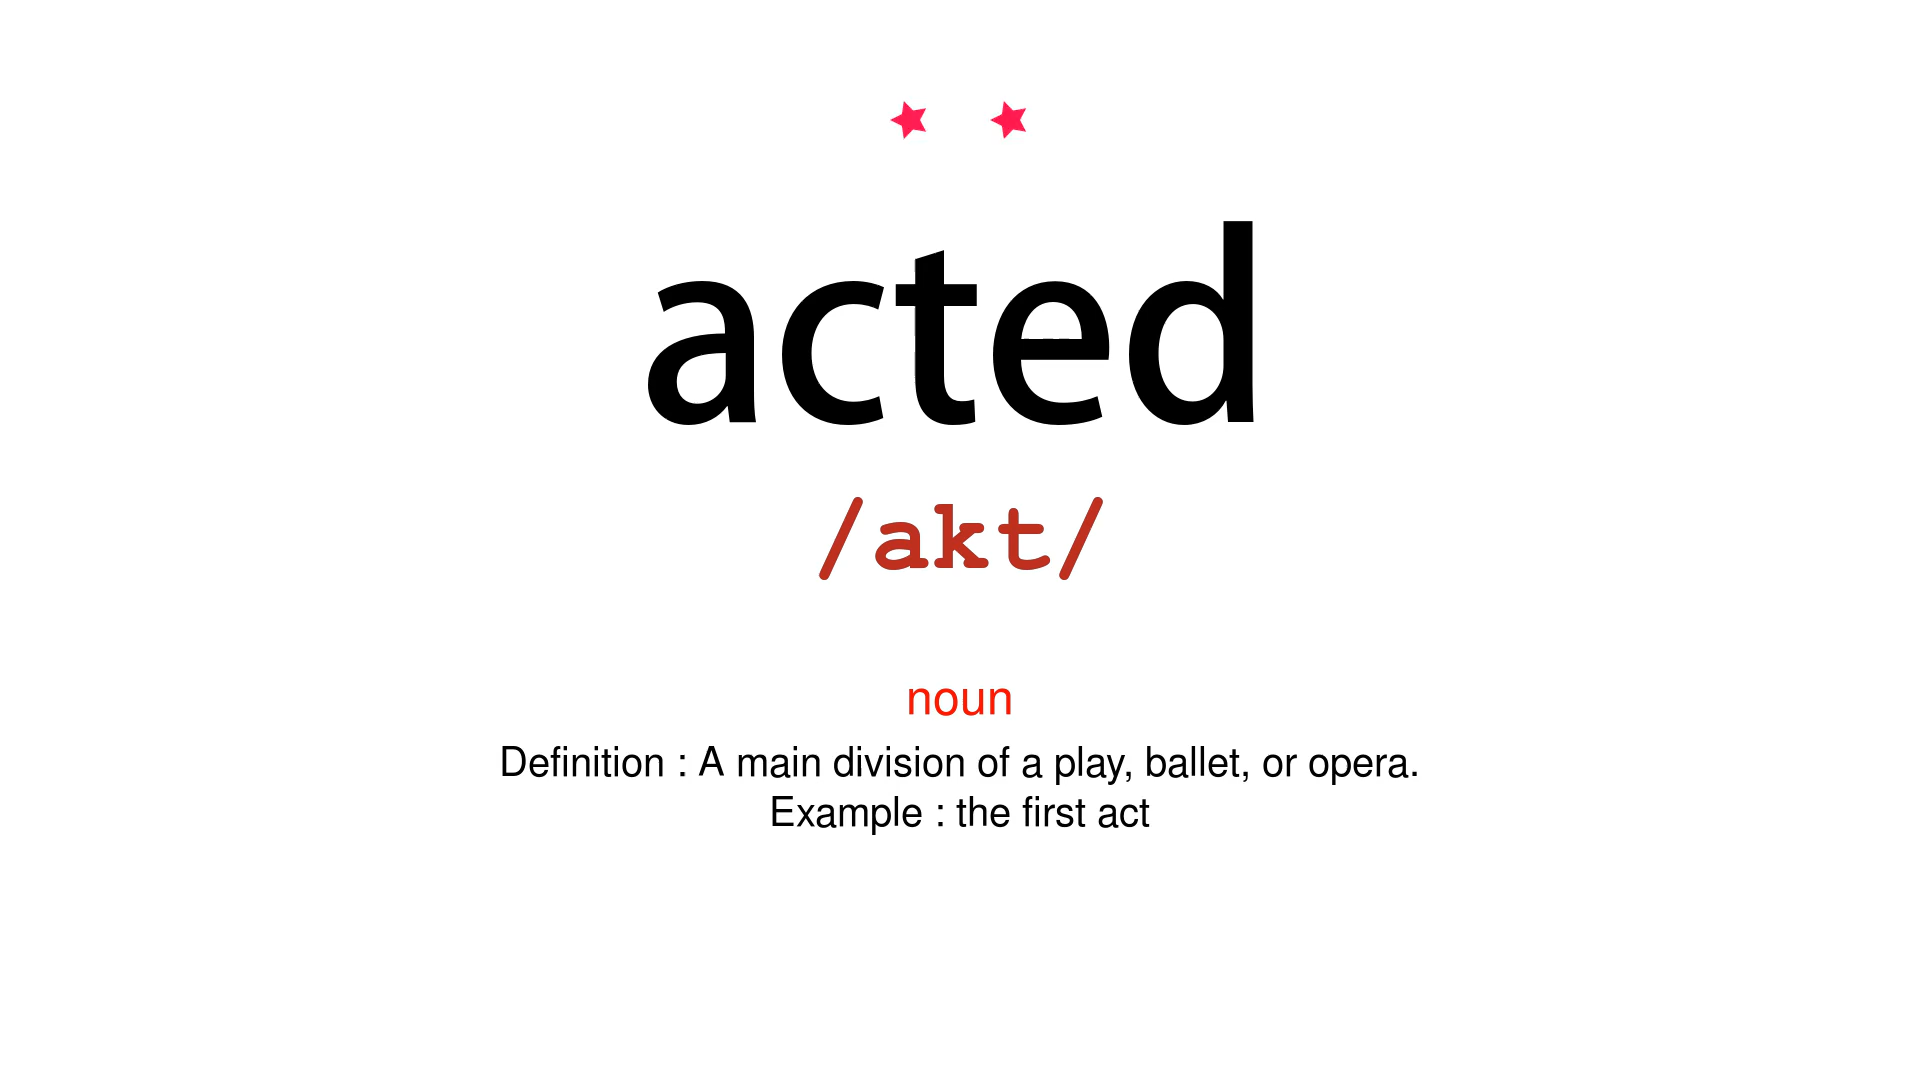 acted
/akt/
noun
Definition : A main division of a play, ballet, or opera.
Example : the first act